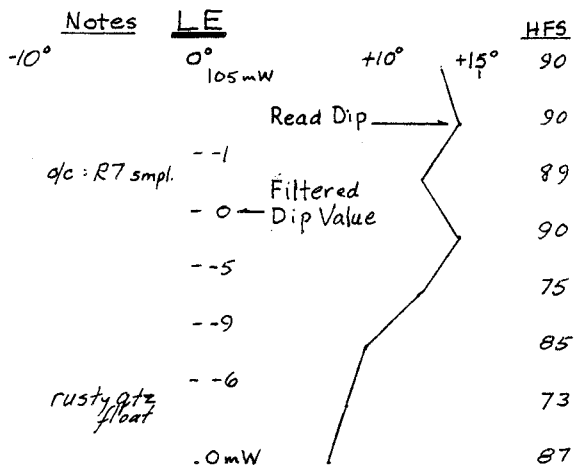 Notes LE HFS
-10° 0° +10° +15° 90
105mW
Read Dip 90
- -1
o/c : R7 smpl. 89
Filtered
- 0 Dip Value 90
- -5 75
- -9 85
- -6
rusty qtz 73
float
.0mW 87